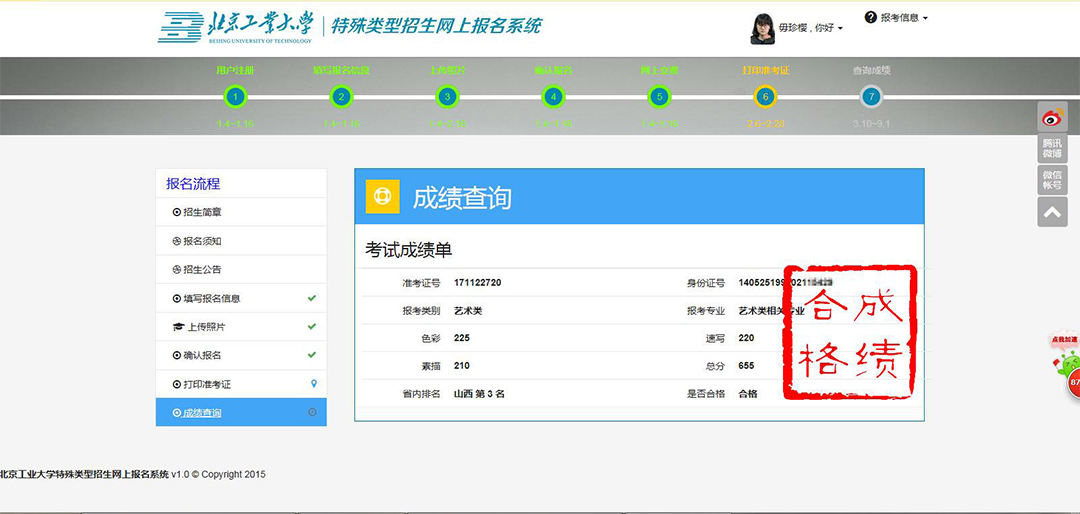 北京工业大学 特殊类型招生网上报名系统
BEIJING UNIVERSITY OF TECHNOLOGY
毋珍樱，你好
报考信息
用户注册 填写报名信息 上传照片 确认报名 网上交费 打印准考证 查询成绩
1 2 3 4 5 6 7
1.4~1.16 1.4~1.16 1.4~1.16 1.4~1.16 1.4~1.16 2.6~2.28 3.10~9.1
腾讯
微博
微信
帐号
报名流程
招生简章
报名须知
招生公告
填写报名信息
上传照片
确认报名
打印准考证
成绩查询
成绩查询
考试成绩单
准考证号 171122720 身份证号
报考类别 艺术类 报考专业 艺术类相关专业
色彩 225 速写 220
素描 210 总分 655
省内排名 山西 第 3 名 是否合格 合格
成绩
合格
点我加速
87
北京工业大学特殊类型招生网上报名系统 v1.0 © Copyright 2015